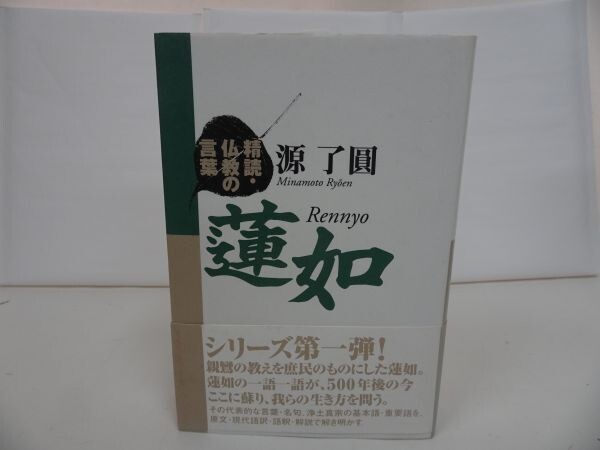 精読・
仏教の
言葉
源 了圓
Minamoto Ryōen
Rennyo
蓮如
シリーズ第一弾!
親鸞の教えを庶民のものにした蓮如。
蓮如の一語一語が、500年後の今
ここに蘇り、我らの生き方を問う。
その代表的な言葉・名句、浄土真宗の基本語・重要語を、
原文・現代語訳・語釈・解説で解き明かす